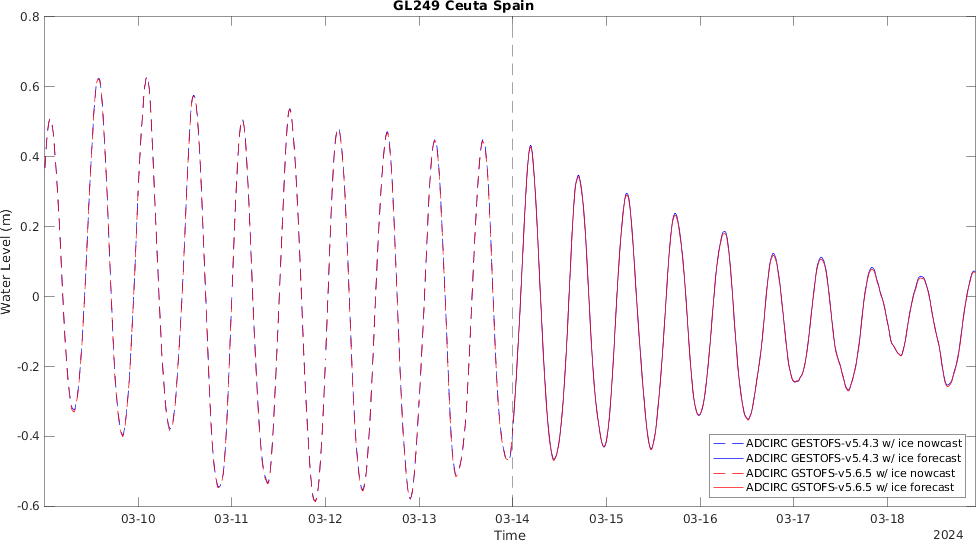 GL249 Ceuta Spain
0.8
0.6
0.4
0.2
0
-0.2
-0.4
-0.6
Water Level (m)
ADCIRC GESTOFS-v5.4.3 w/ ice nowcast
ADCIRC GESTOFS-v5.4.3 w/ ice forecast
ADCIRC GSTOFS-v5.6.5 w/ ice nowcast
ADCIRC GSTOFS-v5.6.5 w/ ice forecast
03-10 03-11 03-12 03-13 03-14 03-15 03-16 03-17 03-18
Time
2024